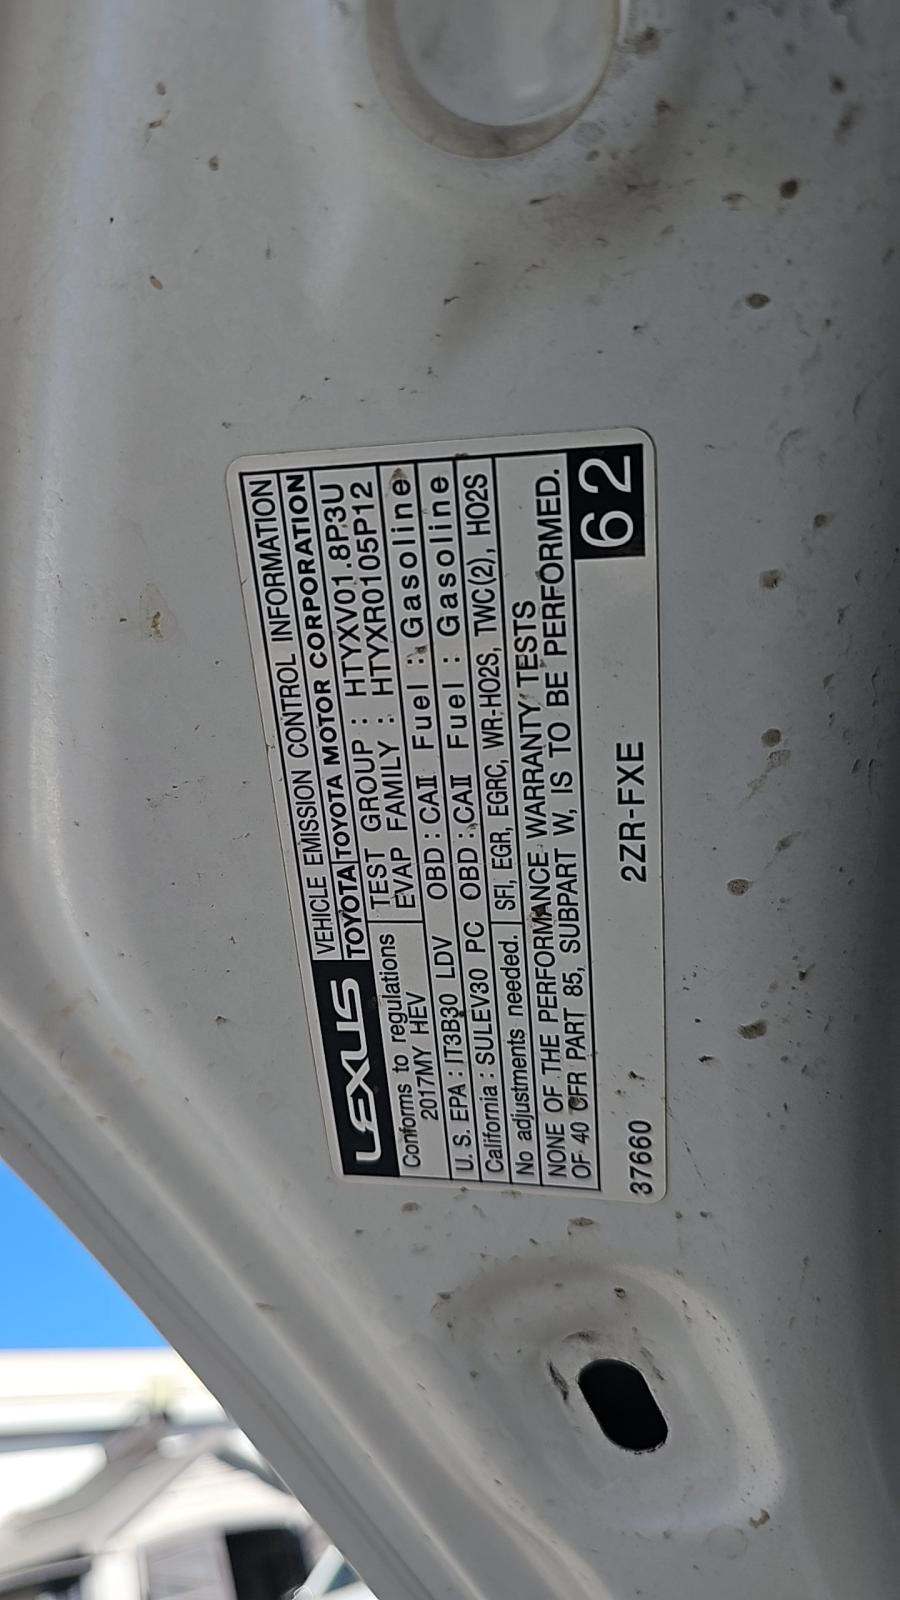 LEXUS
VEHICLE EMISSION CONTROL INFORMATION
TOYOTA TOYOTA MOTOR CORPORATION
Conforms to regulations
2017MY HEV
TEST GROUP : HTYXV01.8P3U
EVAP FAMILY : HTYXR0105P12
U. S. EPA : T3B30 LDV OBD : CAII Fuel : Gasoline
California : SULEV30 PC OBD : CAII Fuel : Gasoline
No adjustments needed. SFI, EGR, EGRC, WR-HO2S, TWC(2), HO2S
NONE OF THE PERFORMANCE WARRANTY TESTS
OF 40 CFR PART 85, SUBPART W, IS TO BE PERFORMED.
37660 2ZR-FXE 62